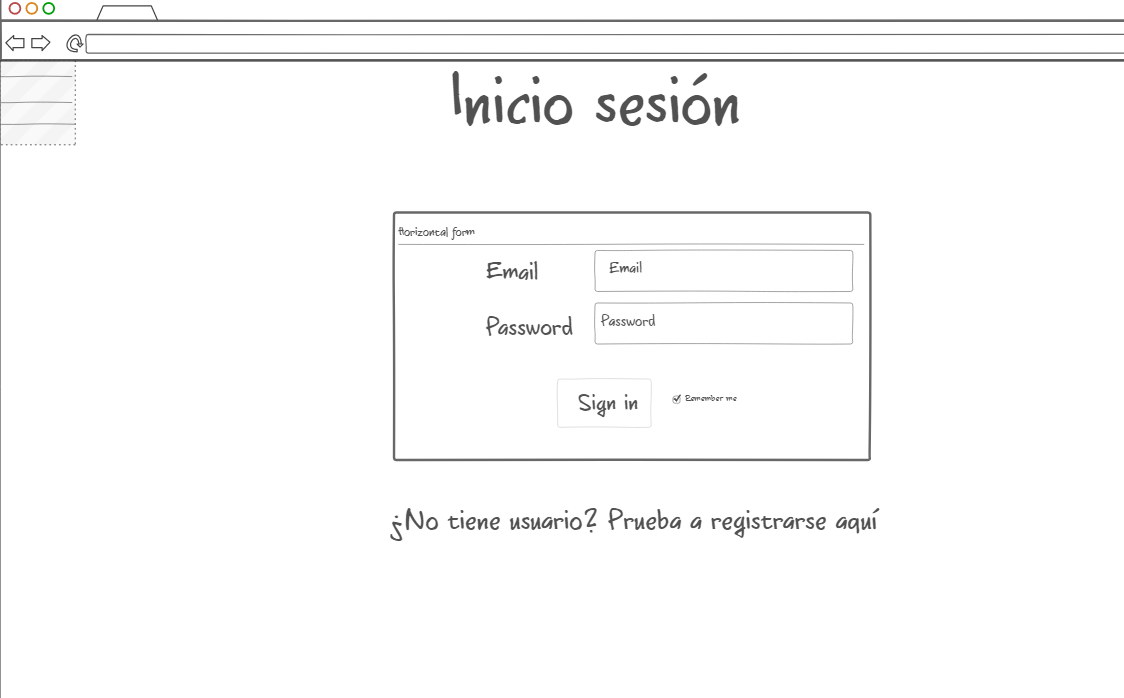 Inicio sesión
Horizontal form
Email Email
Password Password
Sign in Remember me
¿No tiene usuario? Prueba a registrarse aquí